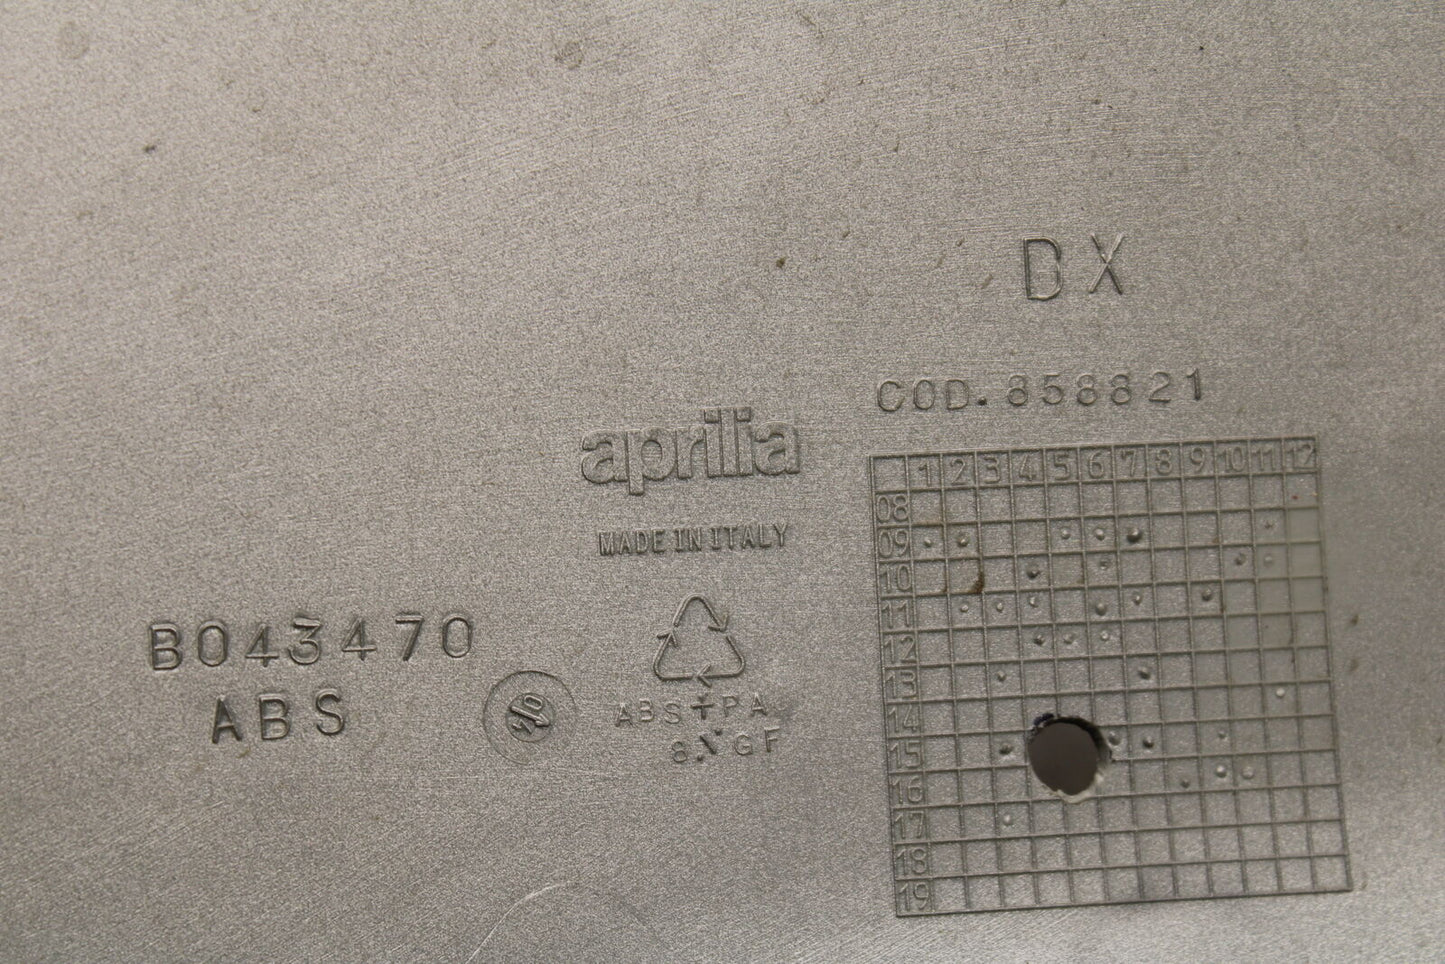 DX
COD. 858821
aprilia
MADE IN ITALY
B043470
ABS
ABS+PA
8% GF
1 2 3 4 5 6 7 8 9 10 11 12
08
09
10
11
12
13
14
15
16
17
18
19